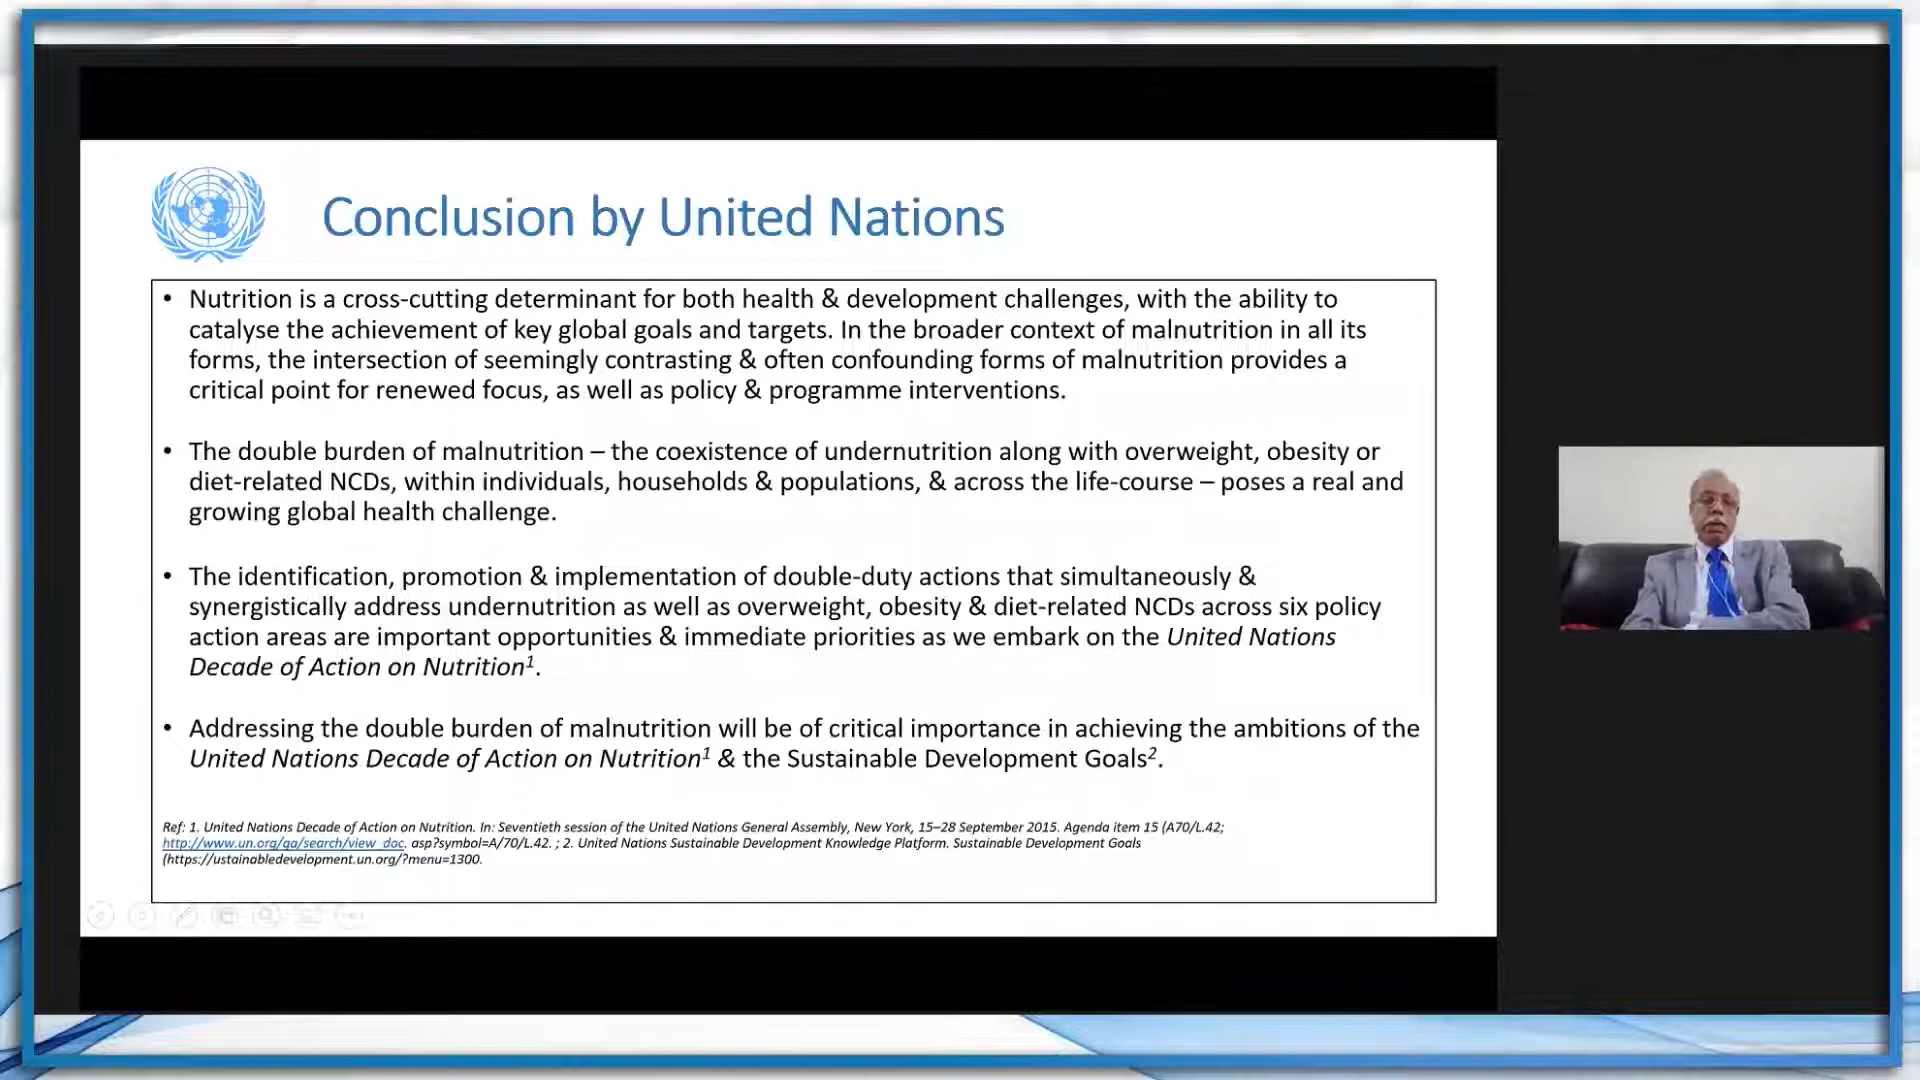 Conclusion by United Nations
• Nutrition is a cross-cutting determinant for both health & development challenges, with the ability to
catalyse the achievement of key global goals and targets. In the broader context of malnutrition in all its
forms, the intersection of seemingly contrasting & often confounding forms of malnutrition provides a
critical point for renewed focus, as well as policy & programme interventions.
• The double burden of malnutrition – the coexistence of undernutrition along with overweight, obesity or
diet-related NCDs, within individuals, households & populations, & across the life-course – poses a real and
growing global health challenge.
• The identification, promotion & implementation of double-duty actions that simultaneously &
synergistically address undernutrition as well as overweight, obesity & diet-related NCDs across six policy
action areas are important opportunities & immediate priorities as we embark on the United Nations
Decade of Action on Nutrition¹.
• Addressing the double burden of malnutrition will be of critical importance in achieving the ambitions of the
United Nations Decade of Action on Nutrition¹ & the Sustainable Development Goals².
Ref: 1. United Nations Decade of Action on Nutrition. In: Seventieth session of the United Nations General Assembly, New York, 15–28 September 2015. Agenda item 15 (A70/L.42;
http://www.un.org/ga/search/view_doc. asp?symbol=A/70/L.42. ; 2. United Nations Sustainable Development Knowledge Platform. Sustainable Development Goals
(https://ustainabledevelopment.un.org/?menu=1300.